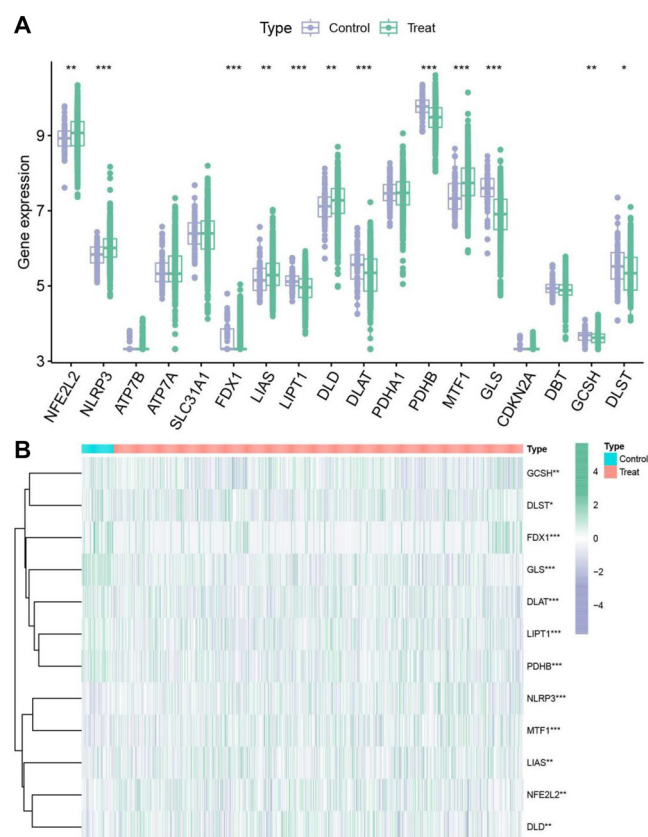 A
Type Control Treat
** *** *** ** *** ** *** *** *** *** ** *
Gene expression
9
7
5
3
NFE2L2 NLRP3 ATP7B ATP7A SLC31A1 FDX1 LIAS LIPT1 DLD DLAT PDHA1 PDHB MTF1 GLS CDKN2A DBT GCSH DLST
B
Type
Type
Control
Treat
4
2
0
−2
−4
GCSH**
DLST*
FDX1***
GLS***
DLAT***
LIPT1***
PDHB***
NLRP3***
MTF1***
LIAS**
NFE2L2**
DLD**